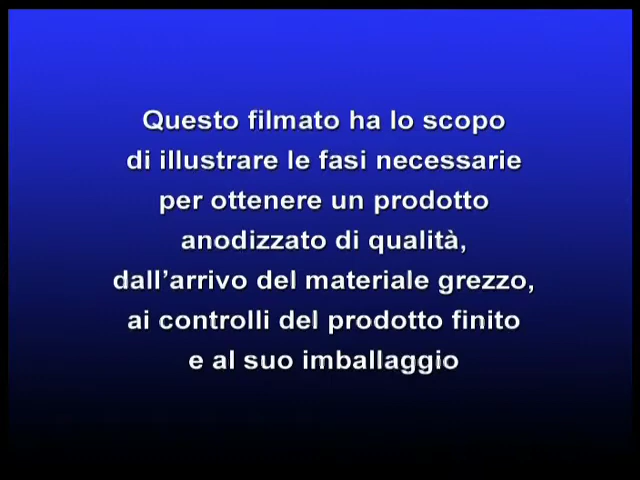 Questo filmato ha lo scopo
di illustrare le fasi necessarie
per ottenere un prodotto
anodizzato di qualità,
dall'arrivo del materiale grezzo,
ai controlli del prodotto finito
e al suo imballaggio